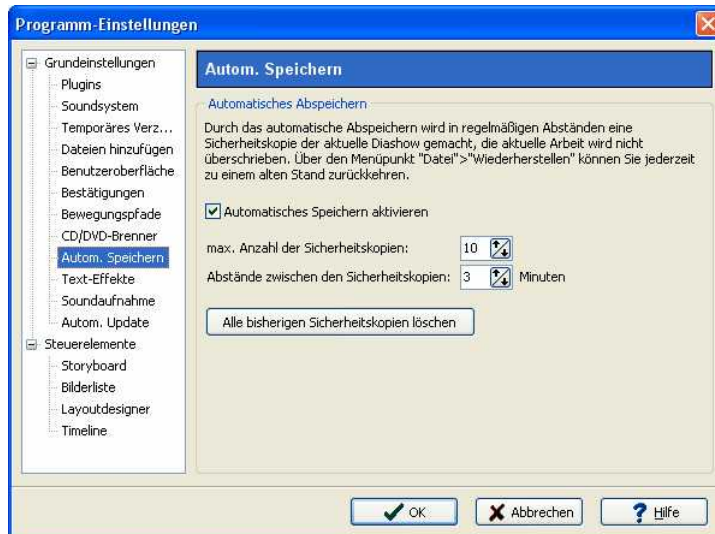 Programm-Einstellungen
Grundeinstellungen
Plugins
Soundsystem
Temporäres Verz...
Dateien hinzufügen
Benutzeroberfläche
Bestätigungen
Bewegungspfade
CD/DVD-Brenner
Autom. Speichern
Text-Effekte
Soundaufnahme
Autom. Update
Steuerelemente
Storyboard
Bilderliste
Layoutdesigner
Timeline
Autom. Speichern
Automatisches Abspeichern
Durch das automatische Abspeichern wird in regelmäßigen Abständen eine
Sicherheitskopie der aktuelle Diashow gemacht, die aktuelle Arbeit wird nicht
überschrieben. Über den Menüpunkt "Datei">"Wiederherstellen" können Sie jederzeit
zu einem alten Stand zurückkehren.
Automatisches Speichern aktivieren
max. Anzahl der Sicherheitskopien: 10
Abstände zwischen den Sicherheitskopien: 3 Minuten
Alle bisherigen Sicherheitskopien löschen
OK Abbrechen Hilfe